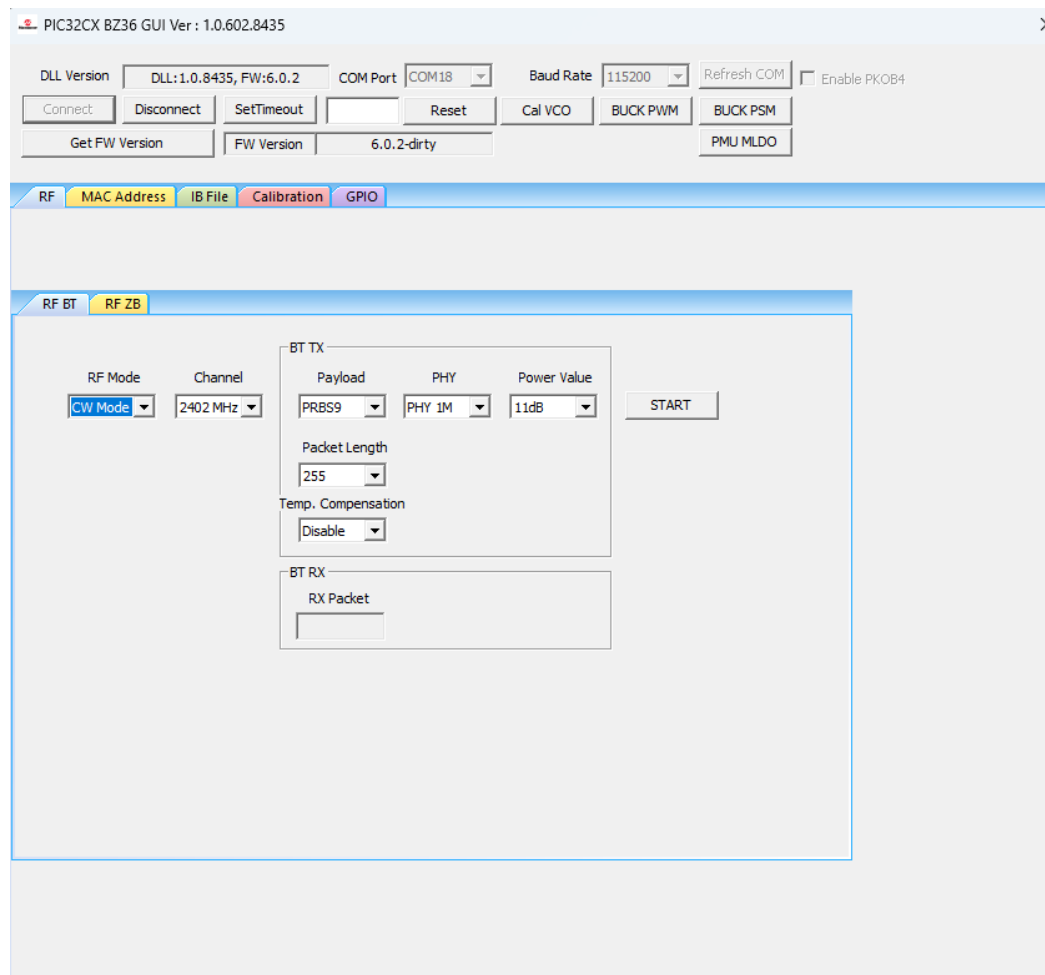 PIC32CX BZ36 GUI Ver : 1.0.602.8435
DLL Version DLL:1.0.8435, FW:6.0.2 COM Port COM18 Baud Rate 115200 Refresh COM Enable PKOB4
Connect Disconnect SetTimeout Reset Cal VCO BUCK PWM BUCK PSM
Get FW Version FW Version 6.0.2-dirty PMU MLDO
RF MAC Address IB File Calibration GPIO
RF BT RF ZB
BT TX
RF Mode Channel Payload PHY Power Value
CW Mode 2402 MHz PRBS9 PHY 1M 11dB START
Packet Length
255
Temp. Compensation
Disable
BT RX
RX Packet